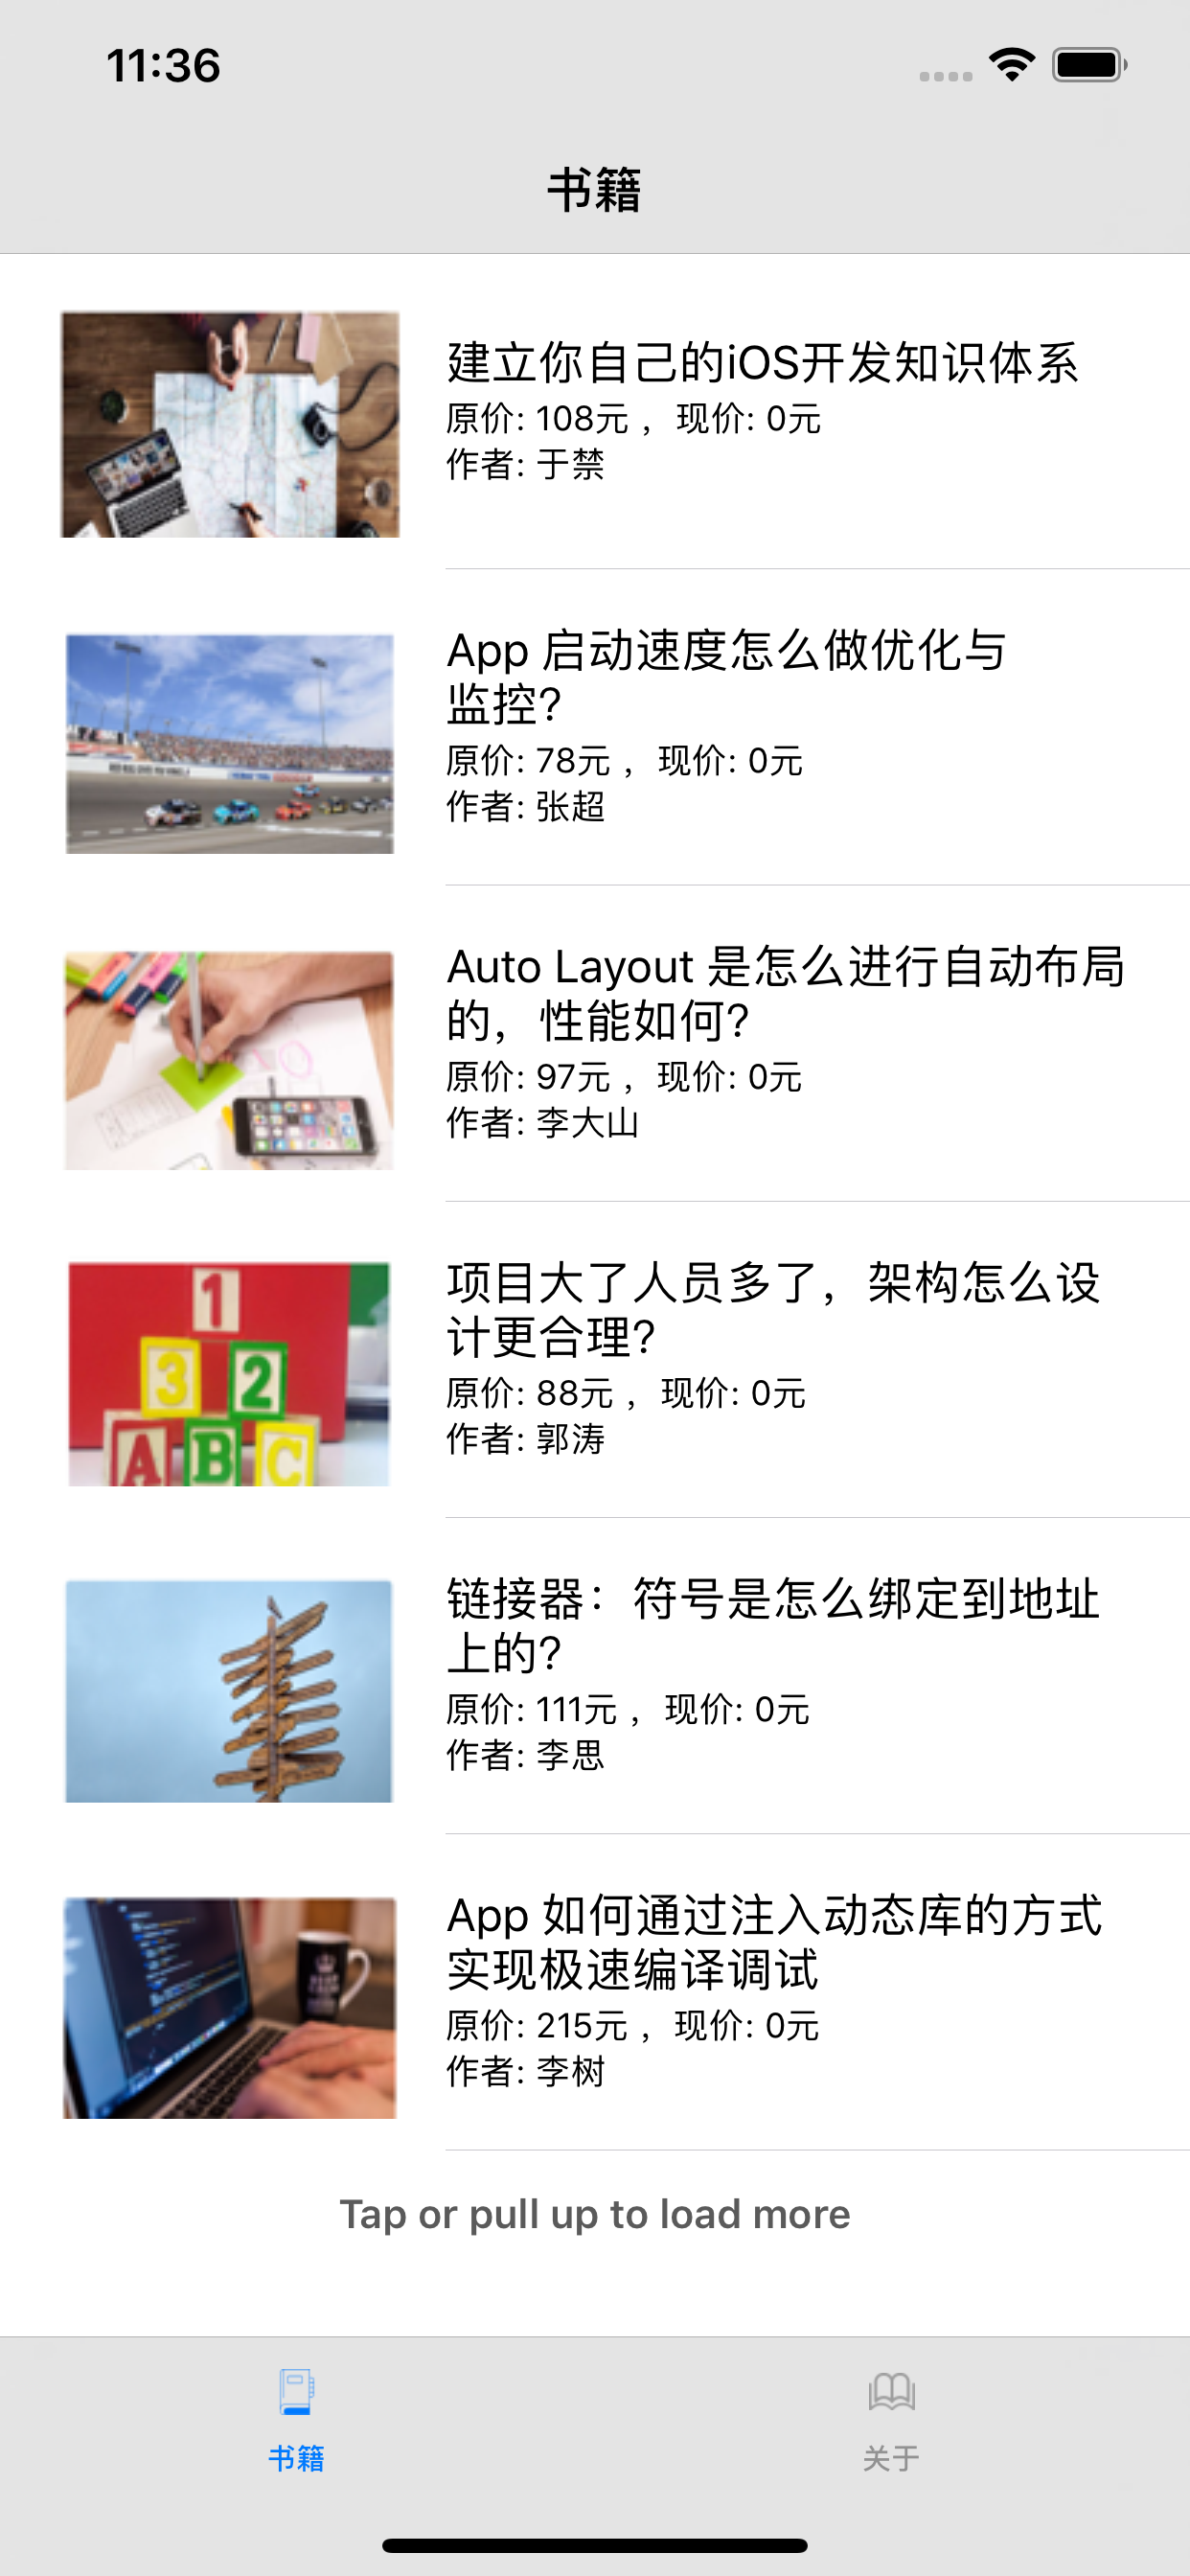 11:36
书籍
建立你自己的iOS开发知识体系
原价: 108元 ，现价: 0元
作者: 于禁
App 启动速度怎么做优化与
监控?
原价: 78元 ，现价: 0元
作者: 张超
Auto Layout 是怎么进行自动布局
的，性能如何?
原价: 97元 ，现价: 0元
作者: 李大山
1
3 2
A B C
项目大了人员多了，架构怎么设
计更合理?
原价: 88元 ，现价: 0元
作者: 郭涛
链接器：符号是怎么绑定到地址
上的?
原价: 111元 ，现价: 0元
作者: 李思
App 如何通过注入动态库的方式
实现极速编译调试
原价: 215元 ，现价: 0元
作者: 李树
Tap or pull up to load more
书籍
关于